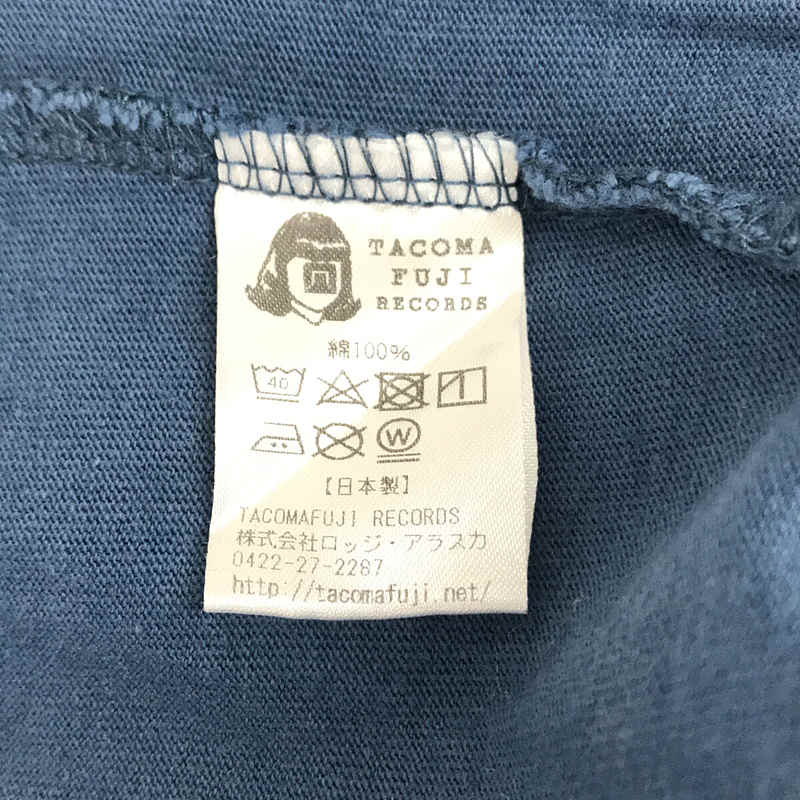 TACOMA
FUJI
RECORDS
綿100%
40
W
【日本製】
TACOMAFUJI RECORDS
株式会社ロッジ・アラスカ
0422-27-2287
http://tacomafuji.net/